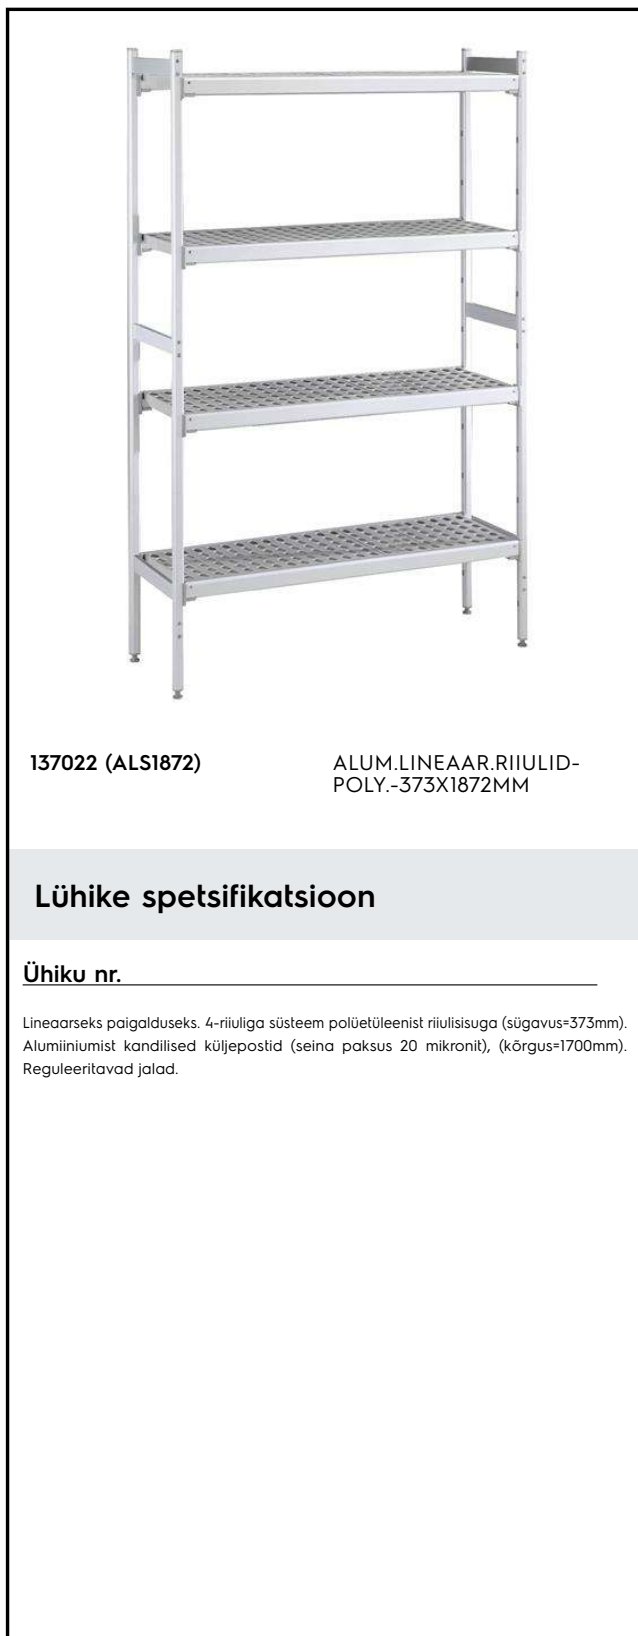 137022 (ALS1872)
ALUM.LINEAAR.RIIULID-
POLY.-373X1872MM
Lühike spetsifikatsioon
Ühiku nr.
Lineaarseks paigalduseks. 4-riiuliga süsteem polüetüleenist riiulisisuga (sügavus=373mm).
Alumiiniumist kandilised küljepostid (seina paksus 20 mikronit), (kõrgus=1700mm).
Reguleeritavad jalad.